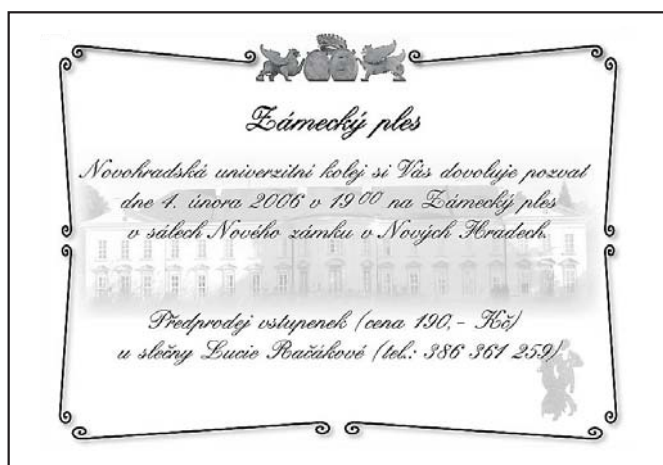 Zámecký ples
Novohradská univerzitní kolej si Vás dovoluje pozvat
dne 4. února 2006 v 19 00 na Zámecký ples
v sálech Nového zámku v Nových Hradech.
Předprodej vstupenek (cena 190,- Kč)
u slečny Lucie Račákové (tel.: 386 361 259)